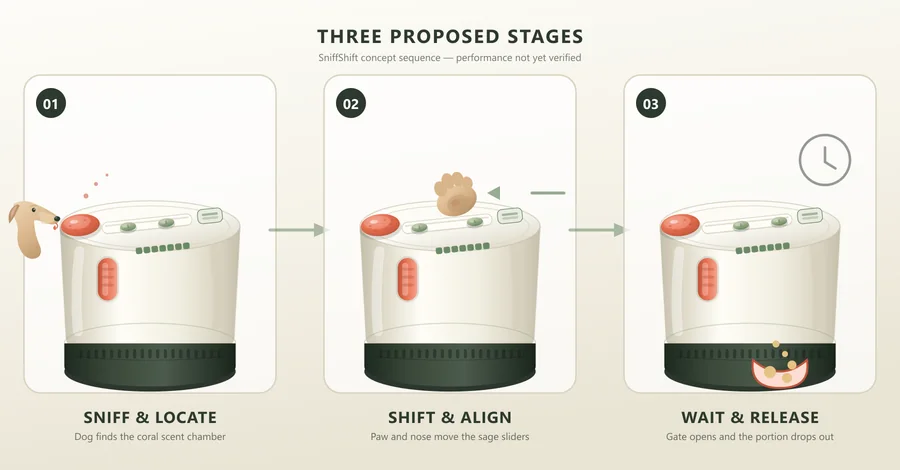 THREE PROPOSED STAGES
SniffShift concept sequence — performance not yet verified
01
02
03
SNIFF & LOCATE
Dog finds the coral scent chamber
SHIFT & ALIGN
Paw and nose move the sage sliders
WAIT & RELEASE
Gate opens and the portion drops out